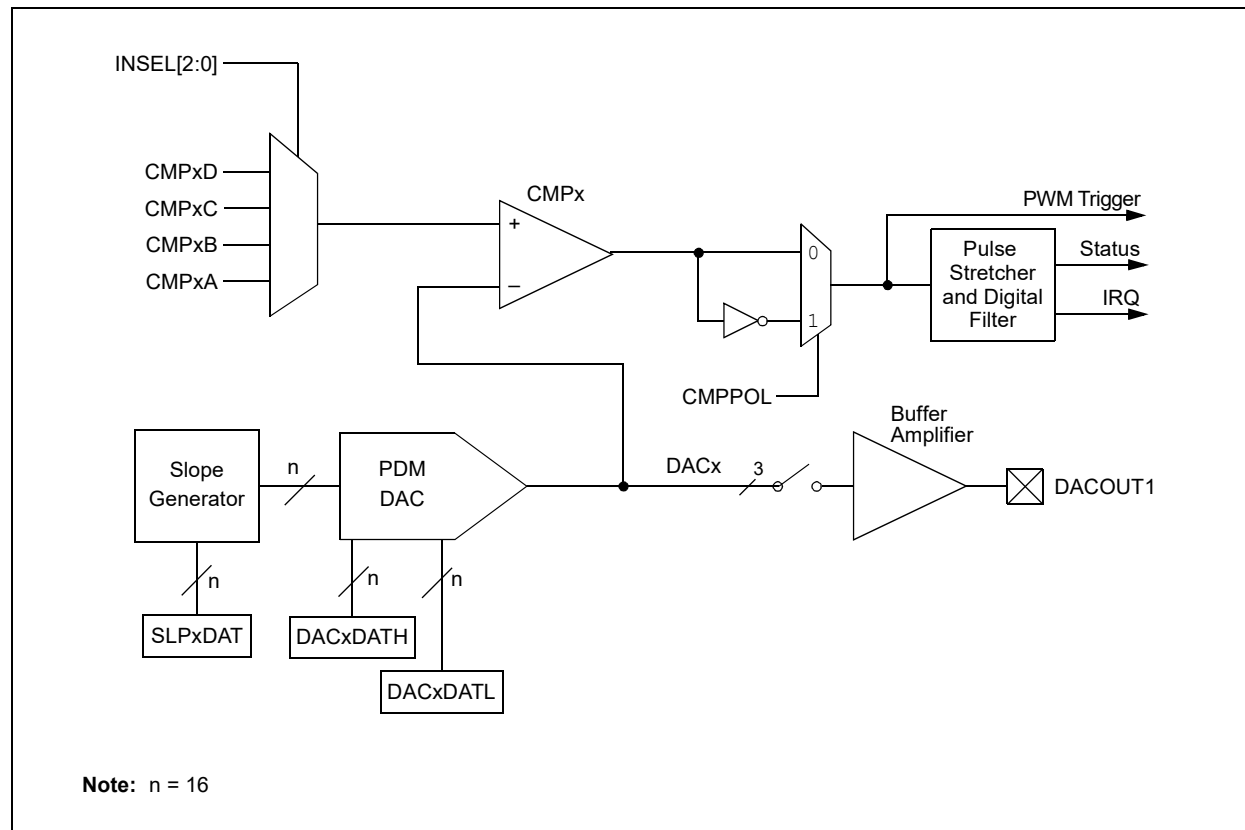 INSEL[2:0]
CMPxD
CMPxC
CMPxB
CMPxA
CMPx
+
–
0
1
CMPPOL
PWM Trigger
Pulse
Stretcher
and Digital
Filter
Status
IRQ
Slope
Generator
n
PDM
DAC
DACx
3
Buffer
Amplifier
DACOUT1
n
n
n
SLPxDAT
DACxDATH
DACxDATL
Note: n = 16